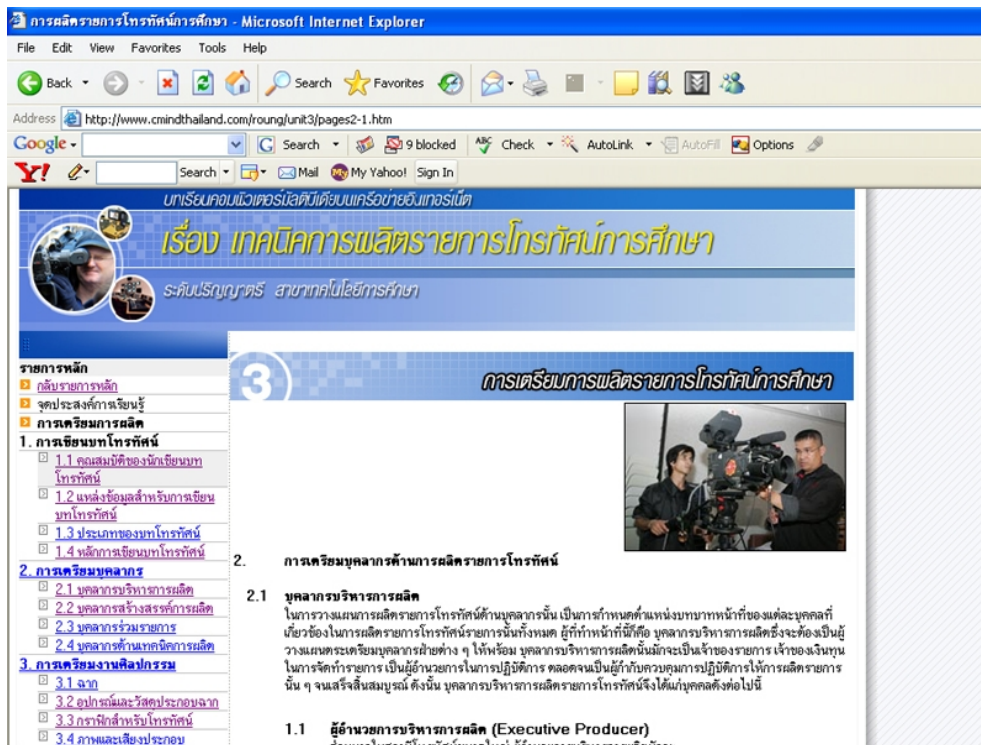 การผลิตรายการโทรทัศน์การศึกษา - Microsoft Internet Explorer
File Edit View Favorites Tools Help
Back Search Favorites
Address http://www.cmindthailand.com/roung/unit3/pages2-1.htm
Google Search 9 blocked ABC Check AutoLink AutoFill Options
Y! Search Mail My Yahoo! Sign In
บทเรียนคอมพิวเตอร์มัลติมีเดียบนเครือข่ายอินเทอร์เน็ต
เรื่อง เทคนิคการผลิตรายการโทรทัศน์การศึกษา
ระดับปริญญาตรี สาขาเทคโนโลยีการศึกษา
รายการหลัก
กลับรายการหลัก
จุดประสงค์การเรียนรู้
การเตรียมการผลิต
1. การเขียนบทโทรทัศน์
1.1 คุณสมบัติของนักเขียนบท
โทรทัศน์
1.2 แหล่งข้อมูลสำหรับการเขียน
บทโทรทัศน์
1.3 ประเภทของบทโทรทัศน์
1.4 หลักการเขียนบทโทรทัศน์
2. การเตรียมบุคลากร
2.1 บุคลากรบริหารการผลิต
2.2 บุคลากรสร้างสรรค์การผลิต
2.3 บุคลากรร่วมรายการ
2.4 บุคลากรด้านเทคนิคการผลิต
3. การเตรียมงานศิลปกรรม
3.1 ฉาก
3.2 อุปกรณ์และวัสดุประกอบฉาก
3.3 กราฟิกสำหรับโทรทัศน์
3.4 ภาพและเสียงประกอบ
3 การเตรียมการผลิตรายการโทรทัศน์การศึกษา
2. การเตรียมบุคลากรด้านการผลิตรายการโทรทัศน์
2.1 บุคลากรบริหารการผลิต
ในการวางแผนการผลิตรายการโทรทัศน์ด้านบุคลากรนั้น เป็นการกำหนดตำแหน่งบทบาทหน้าที่ของแต่ละบุคคลที่
เกี่ยวข้องในการผลิตรายการโทรทัศน์รายการนั้นทั้งหมด ผู้ที่ทำหน้าที่นี้ก็คือ บุคลากรบริหารการผลิตซึ่งจะต้องเป็นผู้
วางแผนตระเตรียมบุคลากรฝ่ายต่าง ๆ ให้พร้อม บุคลากรบริหารการผลิตนั้นมักจะเป็นเจ้าของรายการ เจ้าของเงินทุน
ในการจัดทำรายการ เป็นผู้อำนวยการในการปฏิบัติการ ตลอดจนเป็นผู้กำกับควบคุมการปฏิบัติการให้การผลิตรายการ
นั้น ๆ จนเสร็จสิ้นสมบูรณ์ ดังนั้น บุคลากรบริหารการผลิตรายการโทรทัศน์จึงได้แก่บุคคลดังต่อไปนี้
1.1 ผู้อำนวยการบริหารการผลิต (Executive Producer)